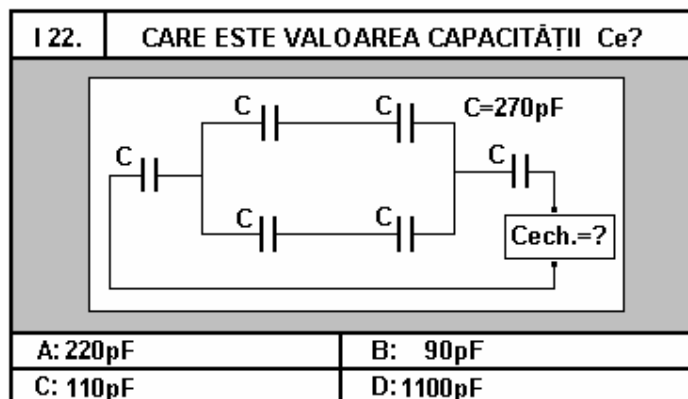 I 22. CARE ESTE VALOAREA CAPACITĂȚII Ce?
C C C=270pF
C C
C C
Cech.=?
A: 220pF B: 90pF
C: 110pF D: 1100pF